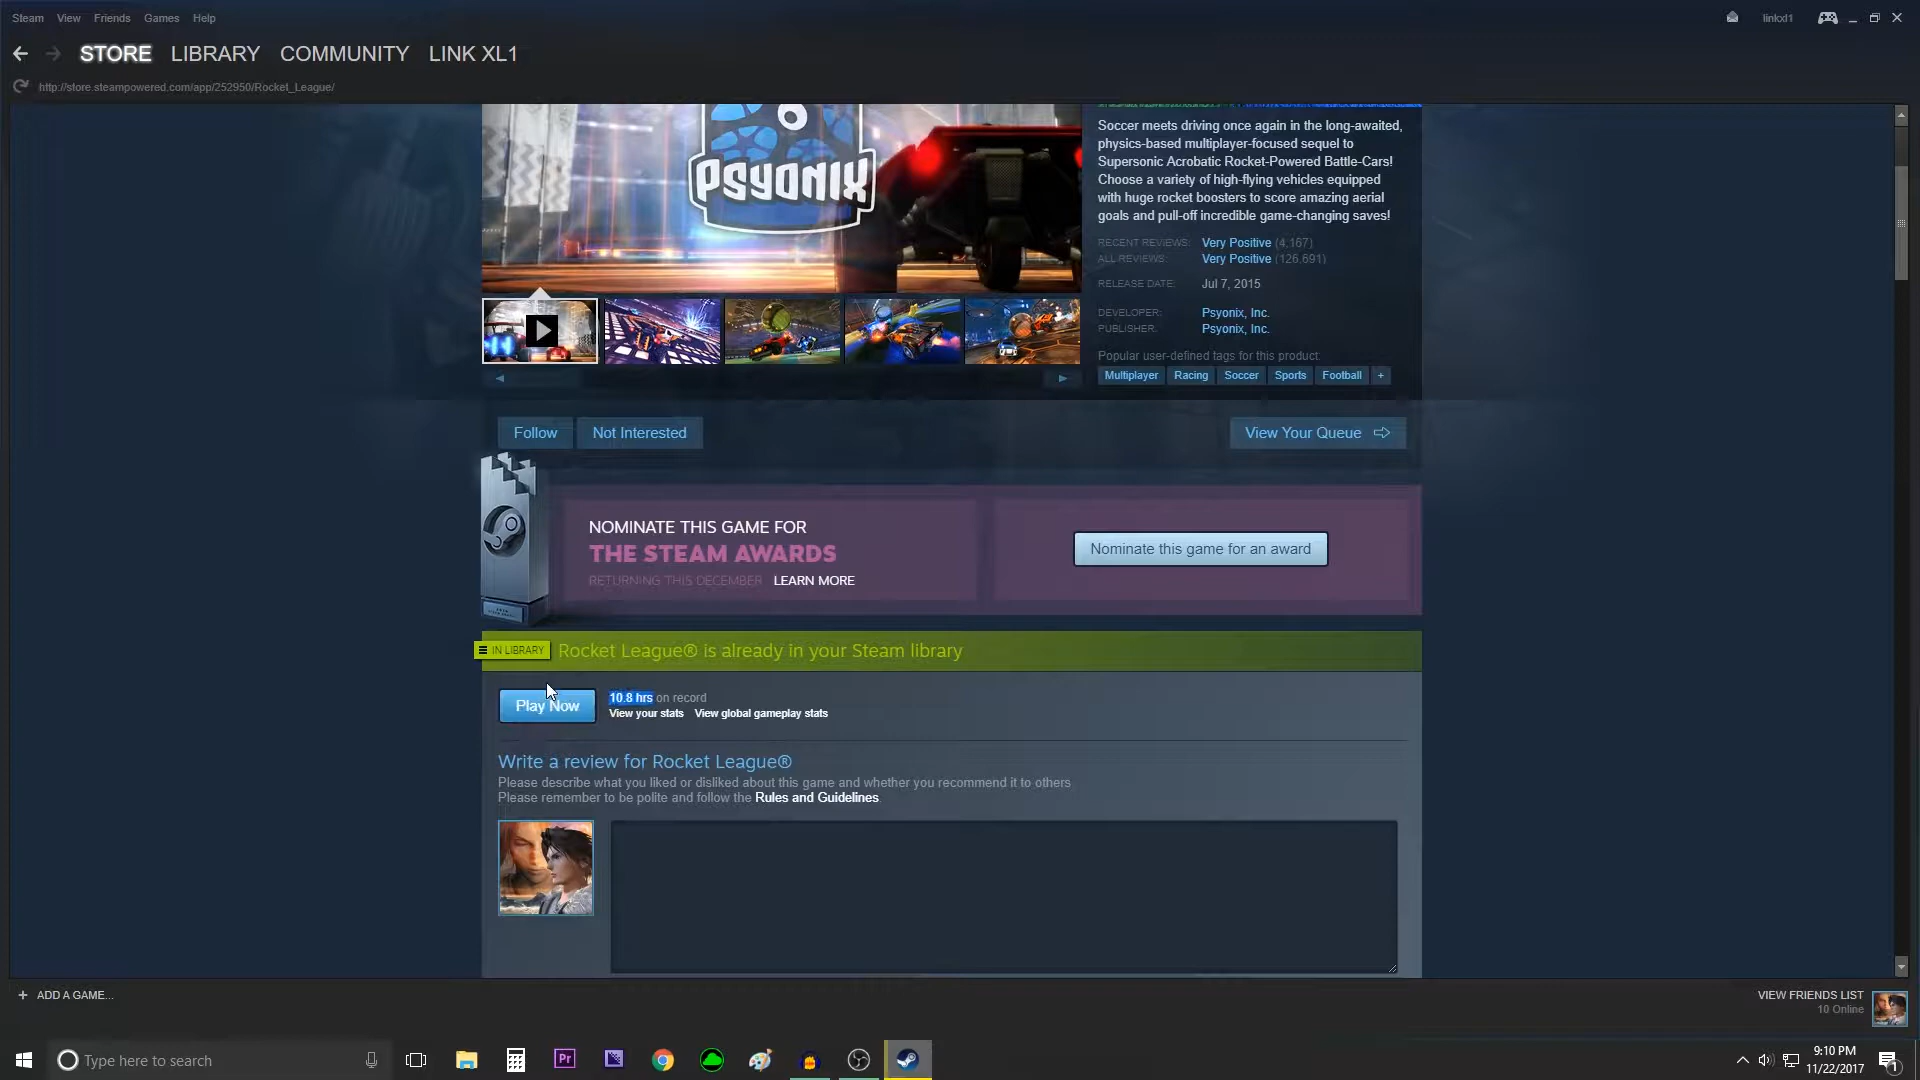 Steam View Friends Games Help
linkxl1
STORE LIBRARY COMMUNITY LINK XL1
http://store.steampowered.com/app/252950/Rocket_League/
PSYONIX
Soccer meets driving once again in the long-awaited,
physics-based multiplayer-focused sequel to
Supersonic Acrobatic Rocket-Powered Battle-Cars!
Choose a variety of high-flying vehicles equipped
with huge rocket boosters to score amazing aerial
goals and pull-off incredible game-changing saves!
RECENT REVIEWS: Very Positive (4,167)
ALL REVIEWS: Very Positive (126,691)
RELEASE DATE: Jul 7, 2015
DEVELOPER: Psyonix, Inc.
PUBLISHER: Psyonix, Inc.
Popular user-defined tags for this product:
Multiplayer Racing Soccer Sports Football +
Follow Not Interested View Your Queue
NOMINATE THIS GAME FOR
THE STEAM AWARDS
RETURNING THIS DECEMBER LEARN MORE
Nominate this game for an award
IN LIBRARY Rocket League® is already in your Steam library
Play Now
10.8 hrs on record
View your stats View global gameplay stats
Write a review for Rocket League®
Please describe what you liked or disliked about this game and whether you recommend it to others
Please remember to be polite and follow the Rules and Guidelines
+ ADD A GAME...
VIEW FRIENDS LIST
10 Online
Type here to search
Pr
9:10 PM
11/22/2017
1